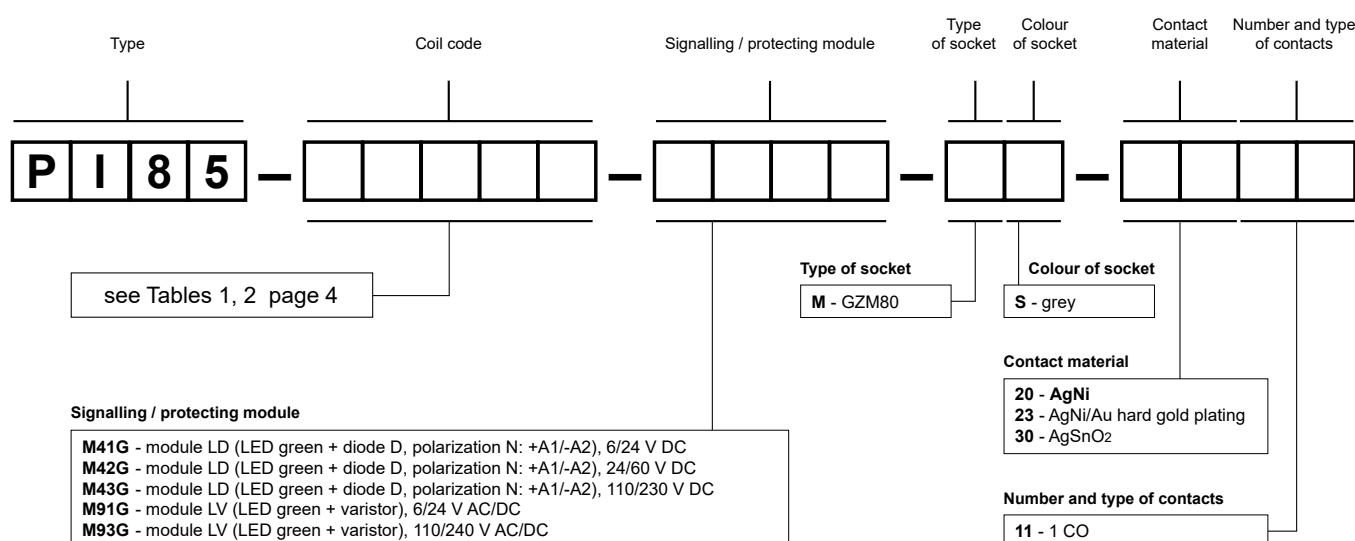 Type
Coil code
Signalling / protecting module
Type
of socket
Colour
of socket
Contact
material
Number and type
of contacts
P I 8 5 – – – –
see Tables 1, 2 page 4
Type of socket
M - GZM80
Colour of socket
S - grey
Contact material
20 - AgNi
23 - AgNi/Au hard gold plating
30 - AgSnO2
Signalling / protecting module
M41G - module LD (LED green + diode D, polarization N: +A1/-A2), 6/24 V DC
M42G - module LD (LED green + diode D, polarization N: +A1/-A2), 24/60 V DC
M43G - module LD (LED green + diode D, polarization N: +A1/-A2), 110/230 V DC
M91G - module LV (LED green + varistor), 6/24 V AC/DC
M93G - module LV (LED green + varistor), 110/240 V AC/DC
Number and type of contacts
11 - 1 CO